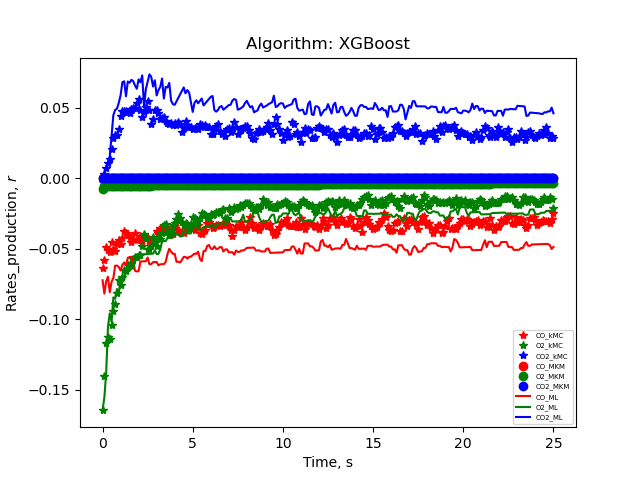 Algorithm: XGBoost
Rates_production, r
0.05
0.00
−0.05
−0.10
−0.15
0
5
10
15
20
25
Time, s
CO_kMC
O2_kMC
CO2_kMC
CO_MKM
O2_MKM
CO2_MKM
CO_ML
O2_ML
CO2_ML